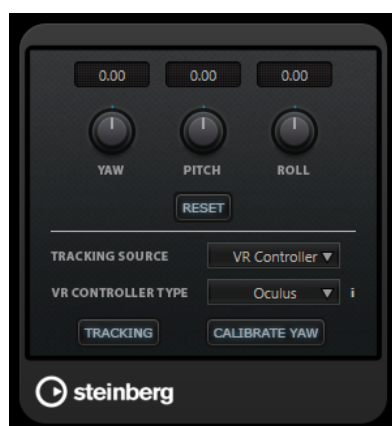 0.00 0.00 0.00
YAW PITCH ROLL
RESET
TRACKING SOURCE VR Controller
VR CONTROLLER TYPE Oculus i
TRACKING CALIBRATE YAW
steinberg